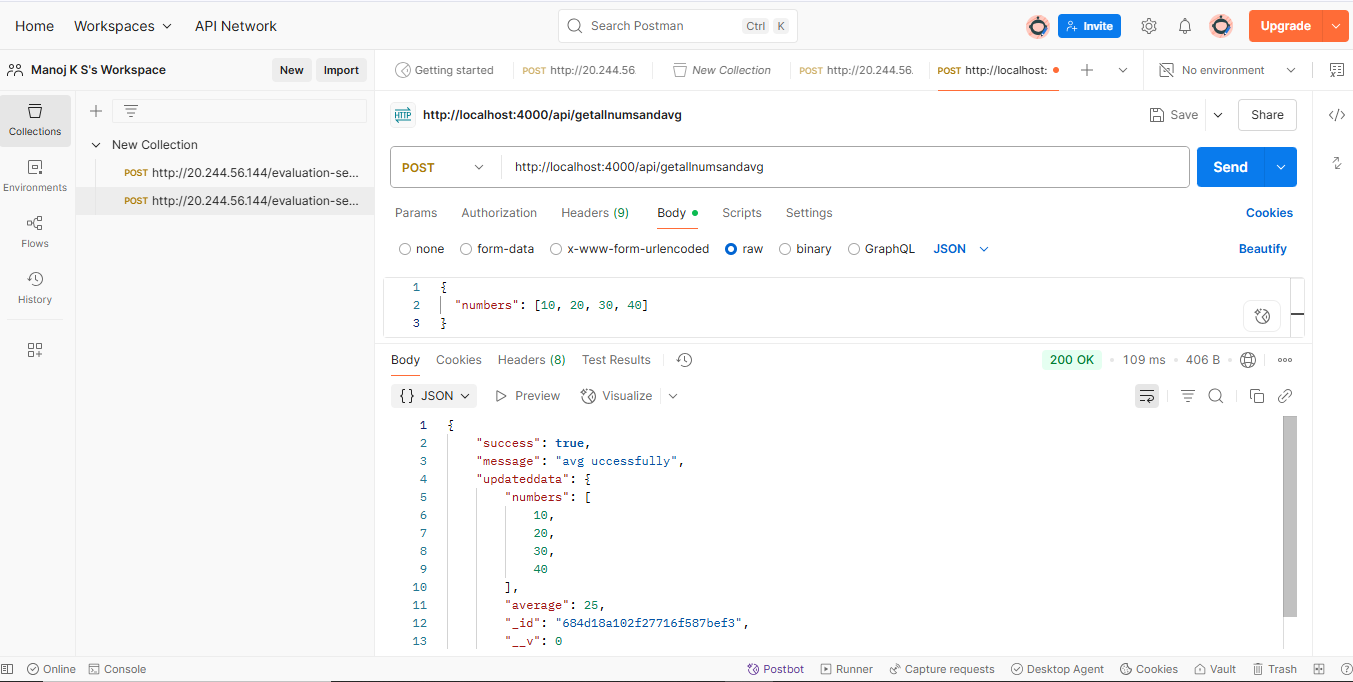 Home Workspaces API Network Search Postman Ctrl K Invite Upgrade
Manoj K S's Workspace New Import Getting started POST http://20.244.56. New Collection POST http://20.244.56. POST http://localhost: No environment
Collections
Environments
Flows
History
New Collection
POST http://20.244.56.144/evaluation-se...
POST http://20.244.56.144/evaluation-se...
HTTP http://localhost:4000/api/getallnumsandavg Save Share
POST http://localhost:4000/api/getallnumsandavg Send
Params Authorization Headers (9) Body Scripts Settings Cookies
none form-data x-www-form-urlencoded raw binary GraphQL JSON Beautify
1 {
2 "numbers": [10, 20, 30, 40]
3 }
Body Cookies Headers (8) Test Results 200 OK 109 ms 406 B
{} JSON Preview Visualize
1 {
2 "success": true,
3 "message": "avg uccessfully",
4 "updateddata": {
5 "numbers": [
6 10,
7 20,
8 30,
9 40
10 ],
11 "average": 25,
12 "_id": "684d18a102f27716f587bef3",
13 "__v": 0
Online Console Postbot Runner Capture requests Desktop Agent Cookies Vault Trash